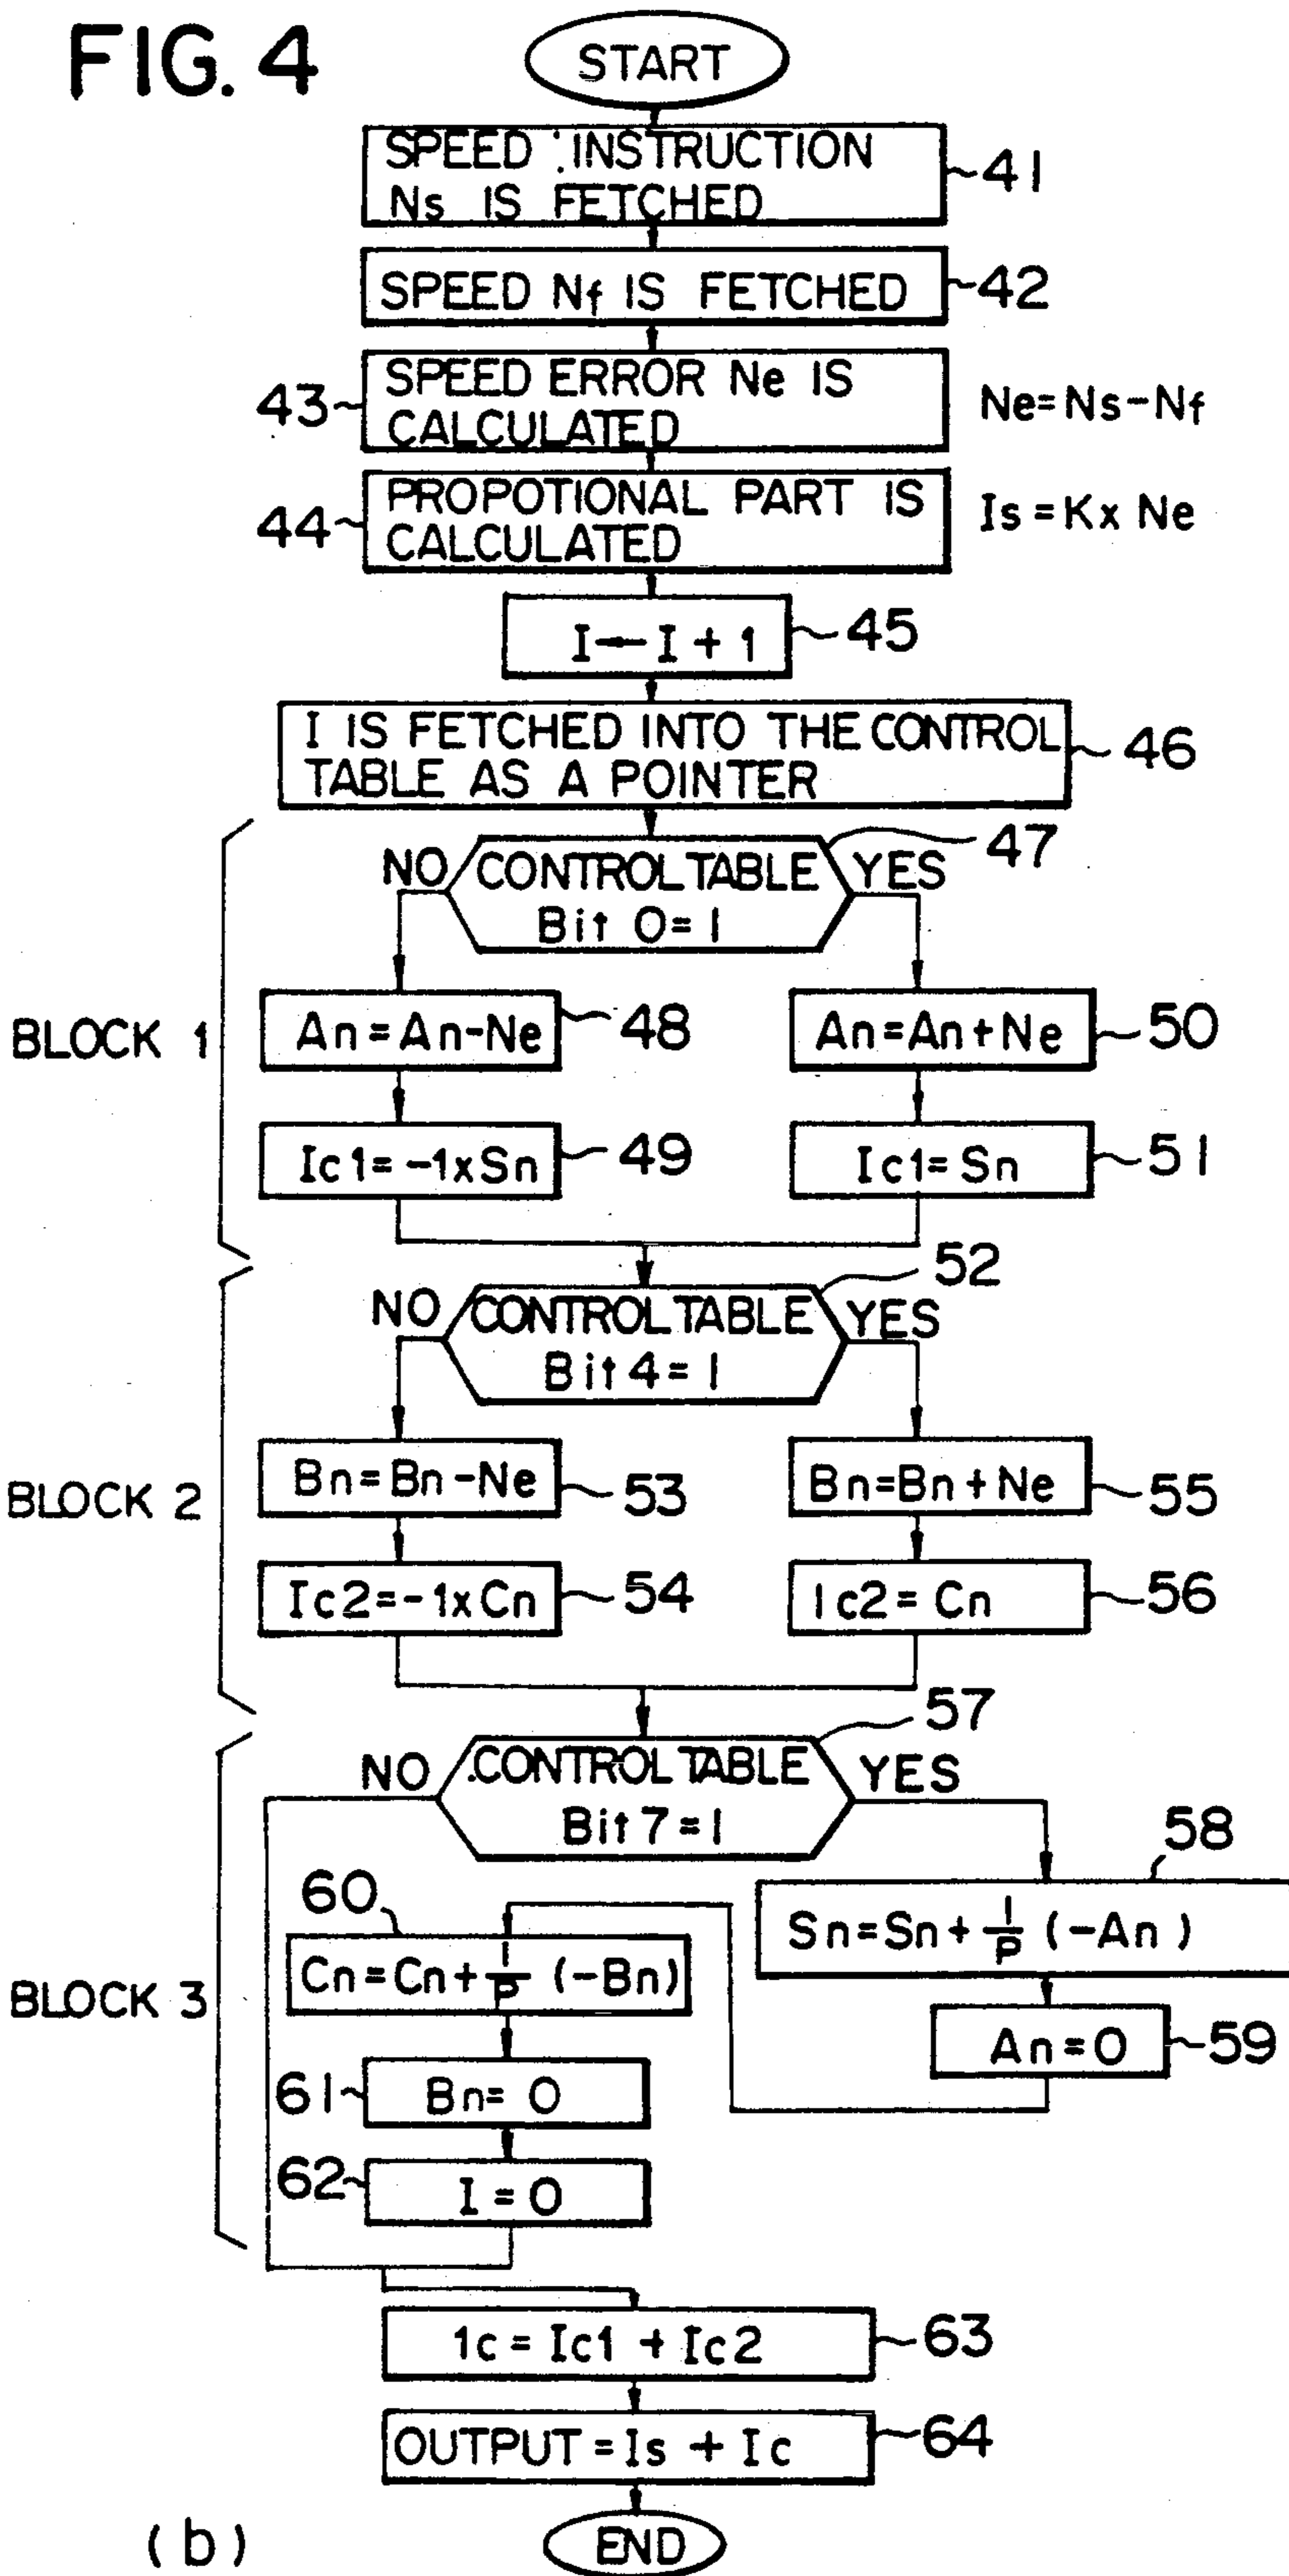 FIG. 4
START
SPEED INSTRUCTION
Ns IS FETCHED
41
SPEED Nf IS FETCHED
42
43
SPEED ERROR Ne IS
CALCULATED
Ne=Ns-Nf
44
PROPOTIONAL PART IS
CALCULATED
Is=K x Ne
I←I+1
45
I IS FETCHED INTO THE CONTROL
TABLE AS A POINTER
46
BLOCK 1
47
NO
CONTROL TABLE
Bit 0=1
YES
An=An-Ne
48
An=An+Ne
50
Ic1=-1xSn
49
Ic1=Sn
51
BLOCK 2
52
NO
CONTROL TABLE
Bit 4=1
YES
Bn=Bn-Ne
53
Bn=Bn+Ne
55
Ic2=-1xCn
54
Ic2=Cn
56
BLOCK 3
57
NO
CONTROL TABLE
Bit 7=1
YES
58
Sn=Sn+1/P (-An)
An=0
59
60
Cn=Cn+1/P (-Bn)
61
Bn=0
62
I=0
1c=Ic1+Ic2
63
OUTPUT=Is+Ic
64
END
(b)